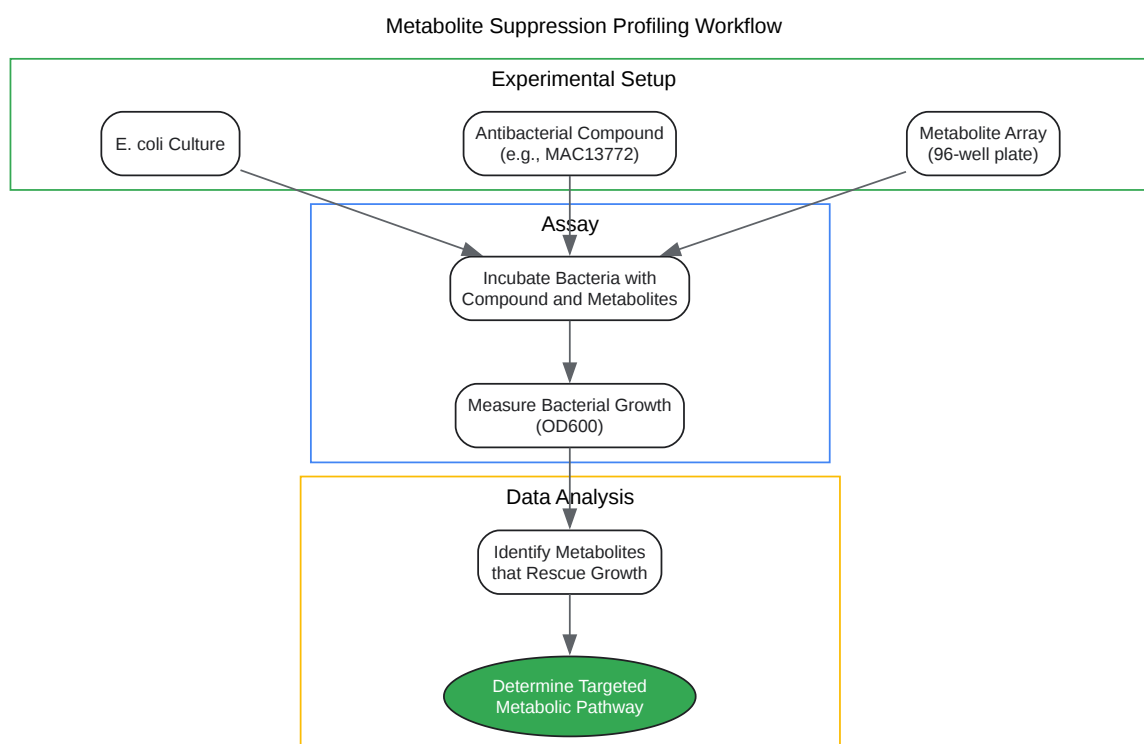 Metabolite Suppression Profiling Workflow
Experimental Setup
E. coli Culture
Antibacterial Compound
(e.g., MAC13772)
Metabolite Array
(96-well plate)
Assay
Incubate Bacteria with
Compound and Metabolites
Measure Bacterial Growth
(OD600)
Data Analysis
Identify Metabolites
that Rescue Growth
Determine Targeted
Metabolic Pathway